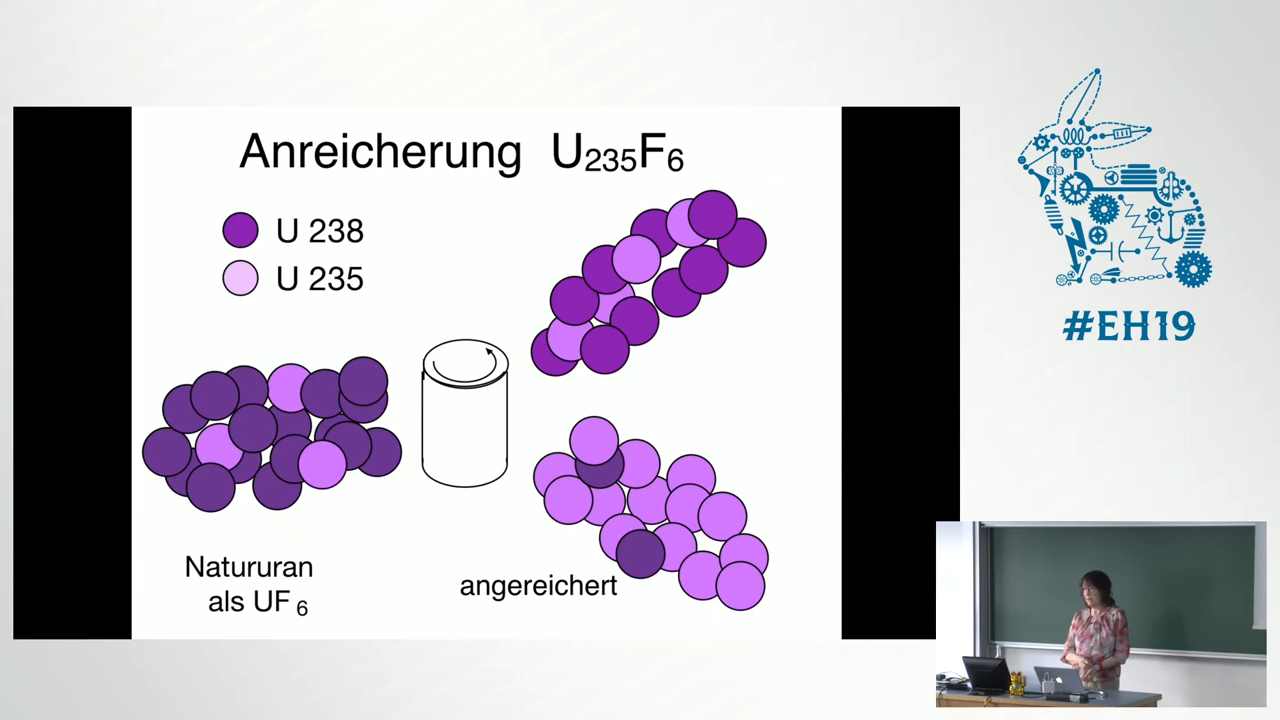 Anreicherung U₂₃₅F₆
U 238
U 235
Natururan
als UF ₆
angereichert
#EH19